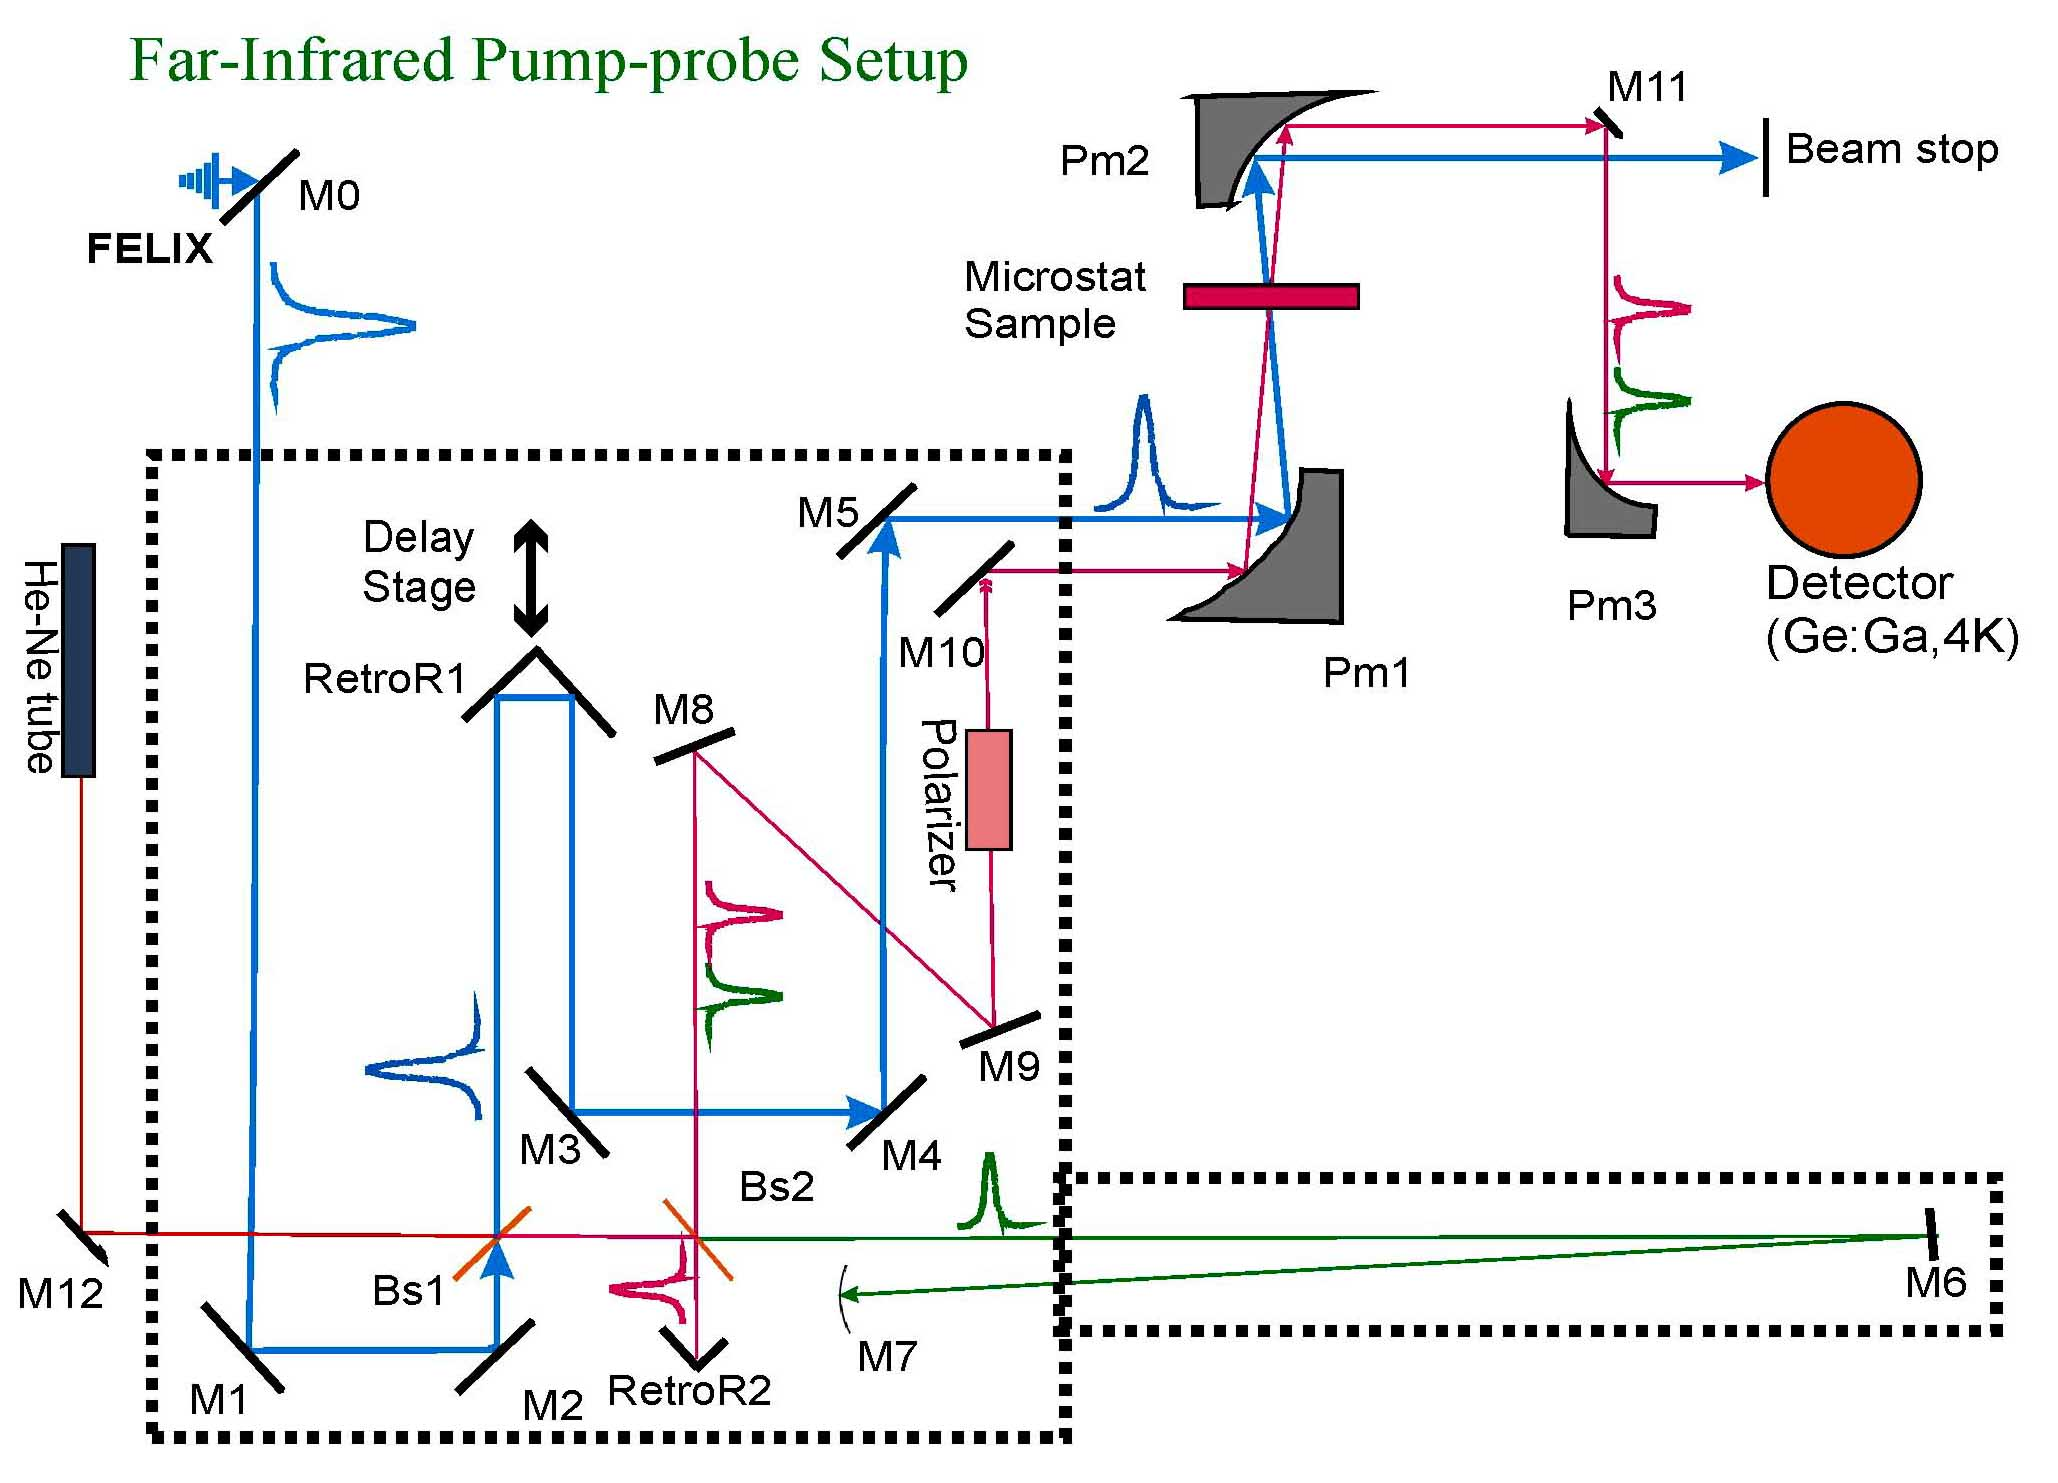 Far-Infrared Pump-probe Setup
M11
Pm2
Beam stop
M0
FELIX
Microstat
Sample
M5
Delay
Stage
He-Ne tube
Detector
(Ge:Ga,4K)
Pm3
M10
RetroR1
Pm1
M8
Polarizer
M9
M3
M4
Bs2
M12
Bs1
M6
M7
M1
M2
RetroR2